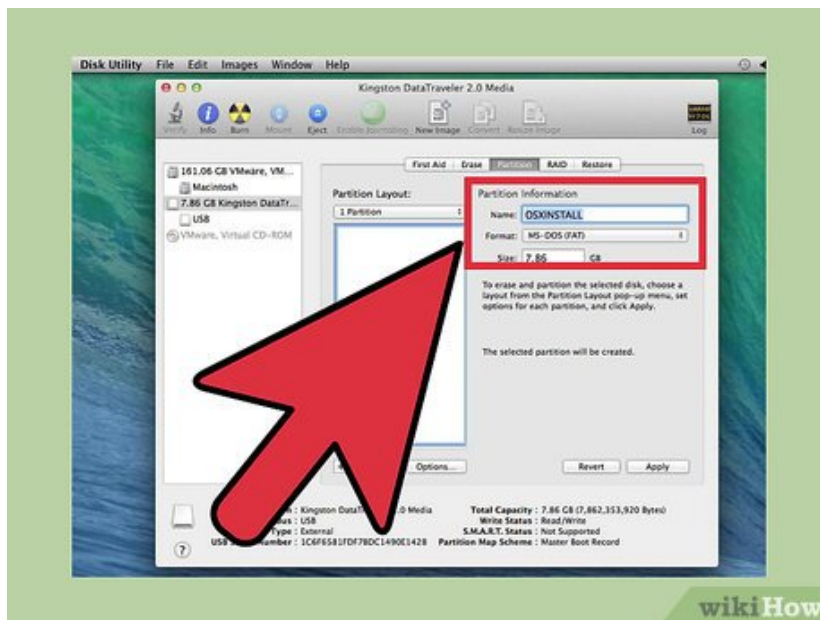 Disk Utility File Edit Images Window Help
Kingston DataTraveler 2.0 Media
Verify Info Burn Mount Eject Enable Journaling New Image Convert Resize Image Log
First Aid Erase Partition RAID Restore
161.06 GB VMware, VM...
Macintosh
7.86 GB Kingston DataTr...
USB
VMware, Virtual CD-ROM
Partition Layout:
1 Partition
Partition Information
Name: OSXINSTALL
Format: MS-DOS (FAT)
Size: 7.86 GB
To erase and partition the selected disk, choose a
layout from the Partition Layout pop-up menu, set
options for each partition, and click Apply.
The selected partition will be created.
Options... Revert Apply
: Kingston 2.0 Media Total Capacity : 7.86 GB (7,862,353,920 Bytes)
: USB Write Status : Read/Write
Type : External S.M.A.R.T. Status : Not Supported
Partition Map Scheme : Master Boot Record
?
wikiHow